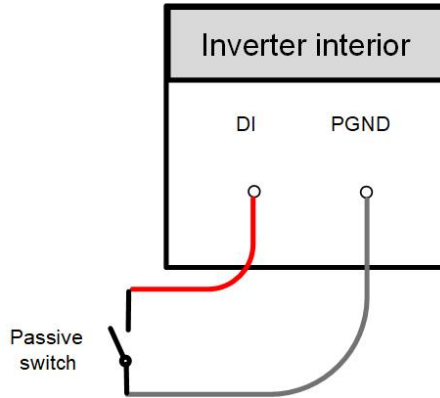 Inverter interior
DI PGND
Passive
switch